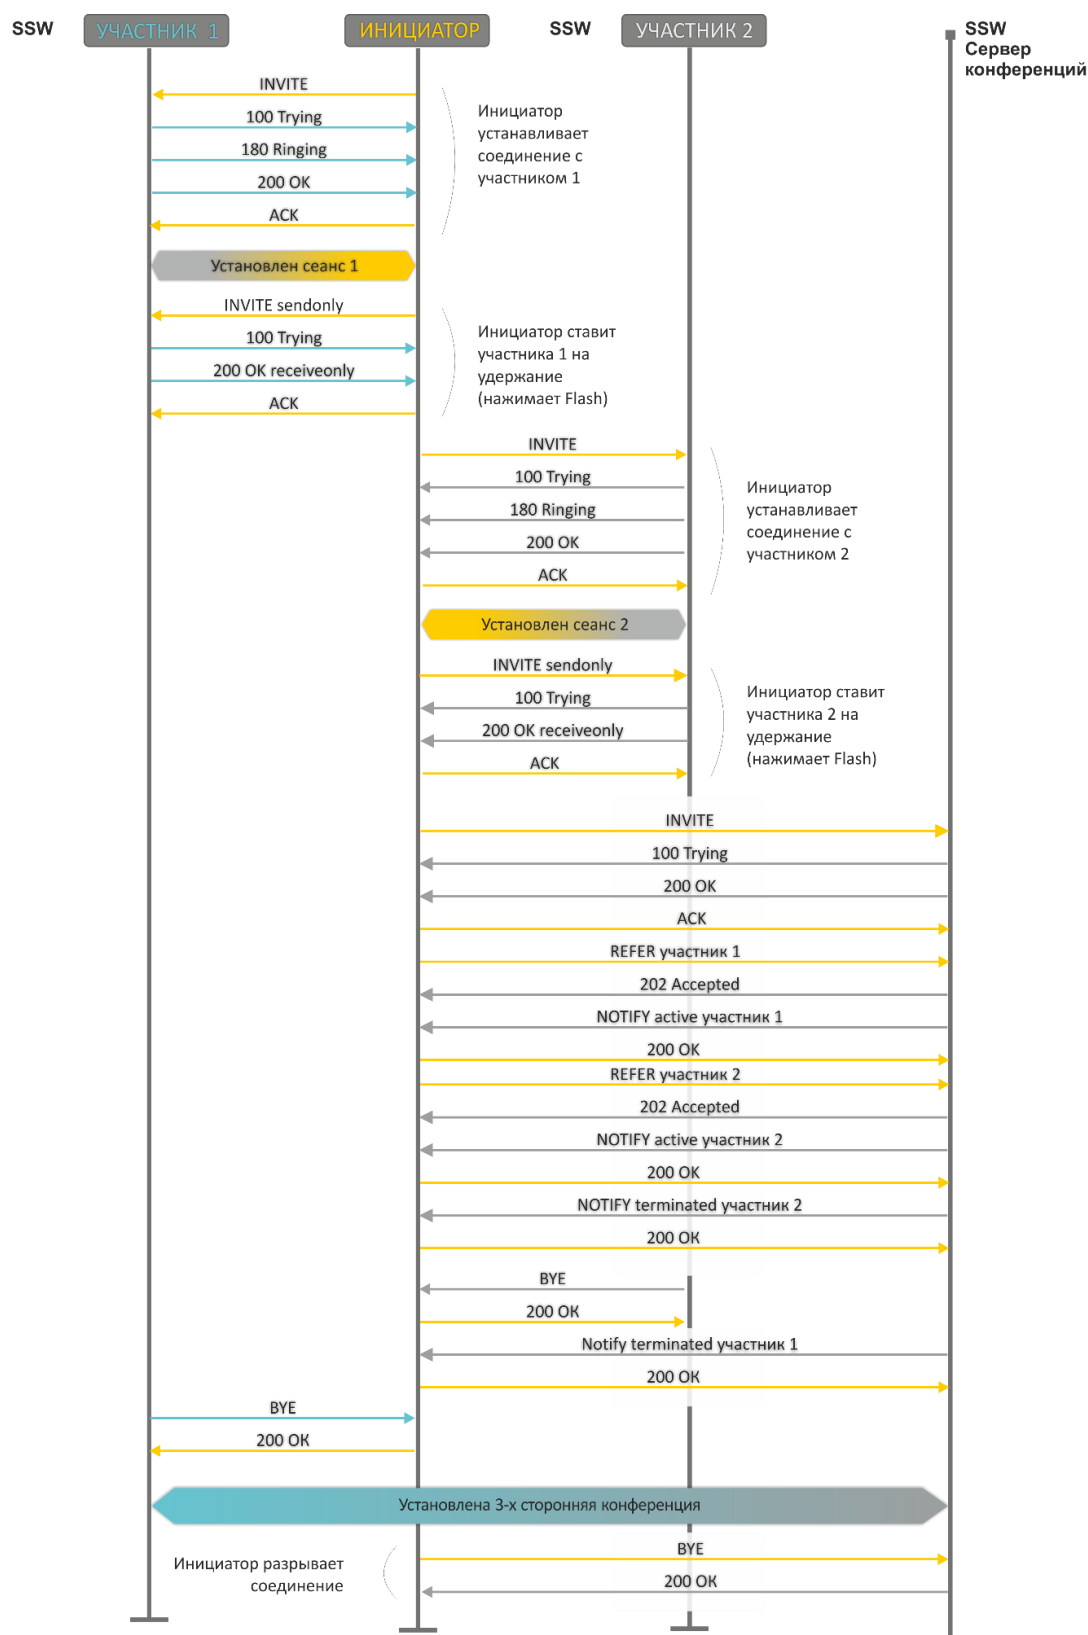 SSW
УЧАСТНИК 1
ИНИЦИАТОР
SSW
УЧАСТНИК 2
SSW
Сервер
конференций
INVITE
100 Trying
180 Ringing
200 OK
ACK
Инициатор
устанавливает
соединение с
участником 1
Установлен сеанс 1
INVITE sendonly
100 Trying
200 OK receiveonly
ACK
Инициатор ставит
участника 1 на
удержание
(нажимает Flash)
INVITE
100 Trying
180 Ringing
200 OK
ACK
Инициатор
устанавливает
соединение с
участником 2
Установлен сеанс 2
INVITE sendonly
100 Trying
200 OK receiveonly
ACK
Инициатор ставит
участника 2 на
удержание
(нажимает Flash)
INVITE
100 Trying
200 OK
ACK
REFER участник 1
202 Accepted
NOTIFY active участник 1
200 OK
REFER участник 2
202 Accepted
NOTIFY active участник 2
200 OK
NOTIFY terminated участник 2
200 OK
BYE
200 OK
Notify terminated участник 1
200 OK
BYE
200 OK
Установлена 3-х сторонняя конференция
BYE
200 OK
Инициатор разрывает
соединение